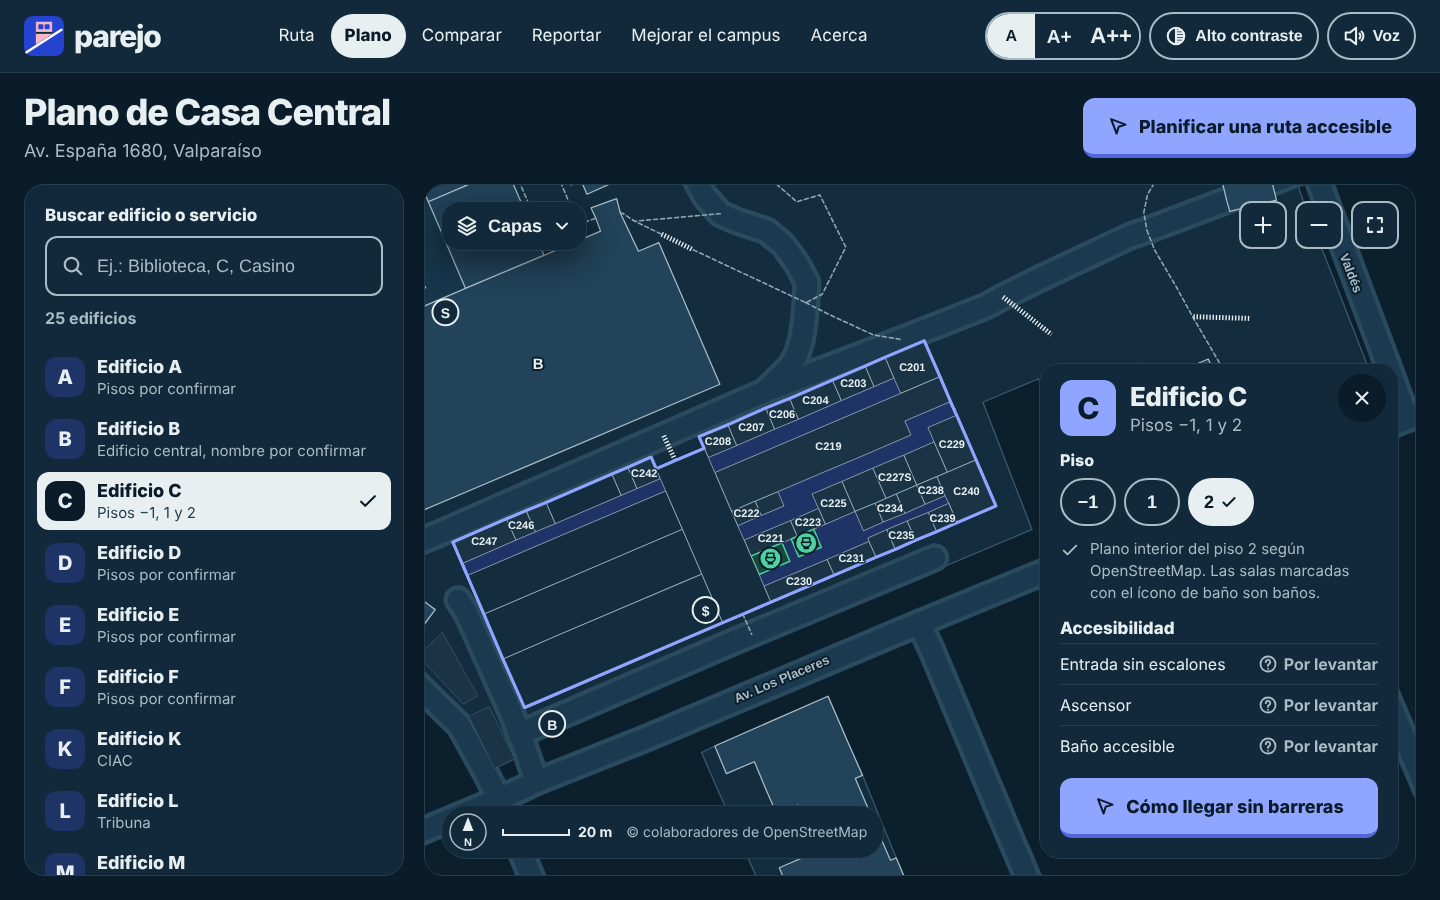 parejo
Ruta
Plano
Comparar
Reportar
Mejorar el campus
Acerca
A
A+
A++
Alto contraste
Voz
Plano de Casa Central
Av. España 1680, Valparaíso
Planificar una ruta accesible
Buscar edificio o servicio
Ej.: Biblioteca, C, Casino
25 edificios
A
Edificio A
Pisos por confirmar
B
Edificio B
Edificio central, nombre por confirmar
C
Edificio C
Pisos −1, 1 y 2
D
Edificio D
Pisos por confirmar
E
Edificio E
Pisos por confirmar
F
Edificio F
Pisos por confirmar
K
Edificio K
CIAC
L
Edificio L
Tribuna
M
Edificio M
Capas
S
B
Valdés
C201
C203
C204
C206
C207
C208
C219
C229
C242
C227S
C240
C238
C246
C247
C222
C225
C234
C223
C239
C221
C235
C231
C230
$
B
Av. Los Placeres
N
20 m
© colaboradores de OpenStreetMap
C
Edificio C
Pisos −1, 1 y 2
Piso
−1
1
2
Plano interior del piso 2 según
OpenStreetMap. Las salas marcadas
con el ícono de baño son baños.
Accesibilidad
Entrada sin escalones
Por levantar
Ascensor
Por levantar
Baño accesible
Por levantar
Cómo llegar sin barreras